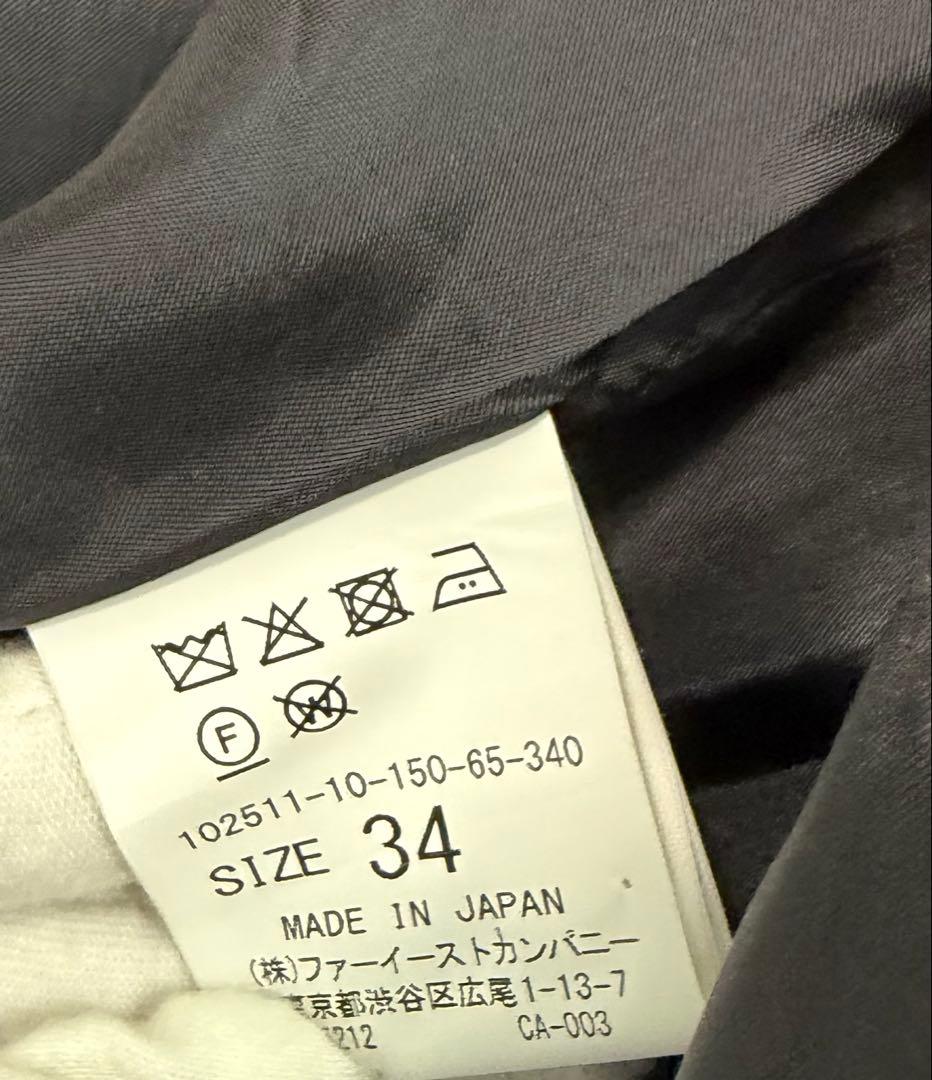 F W
102511-10-150-65-340
SIZE 34
MADE IN JAPAN
(株)ファーイーストカンパニー
東京都渋谷区広尾1-13-7
212 CA-003